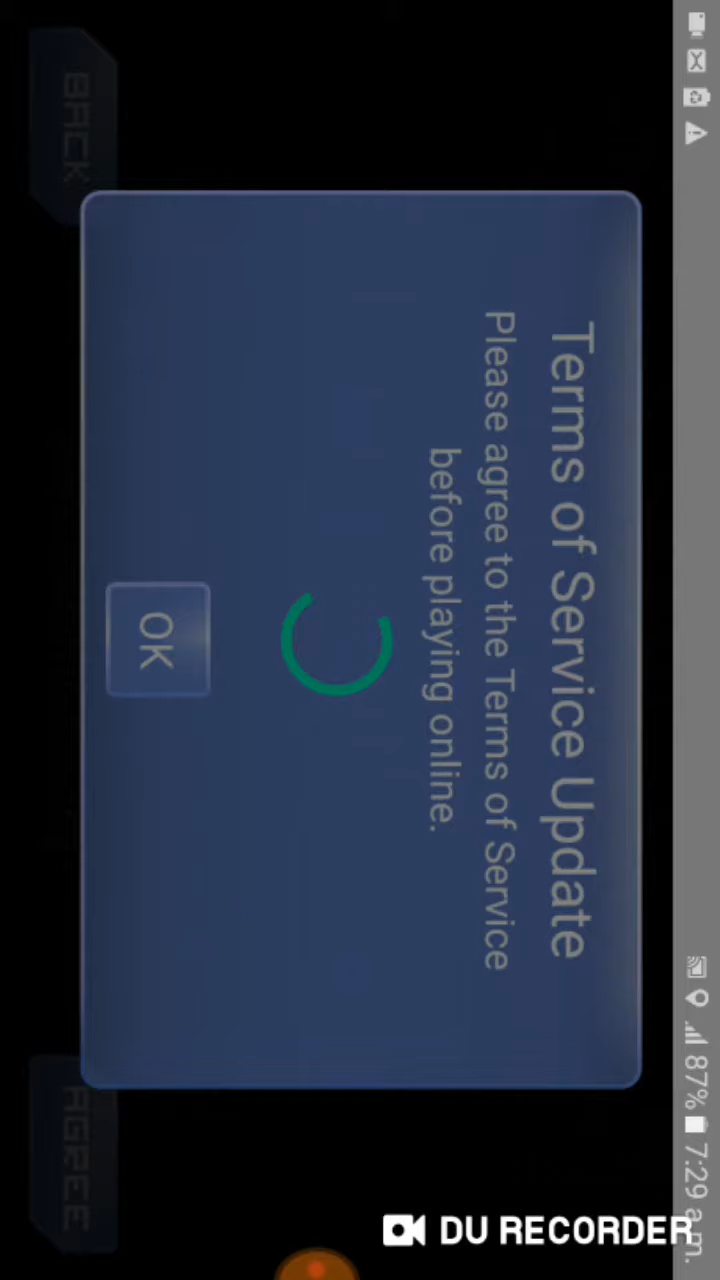 87% 7:29 a.m.
Terms of Service Update
Please agree to the Terms of Service
before playing online.
OK
BACK
AGREE
DU RECORDER